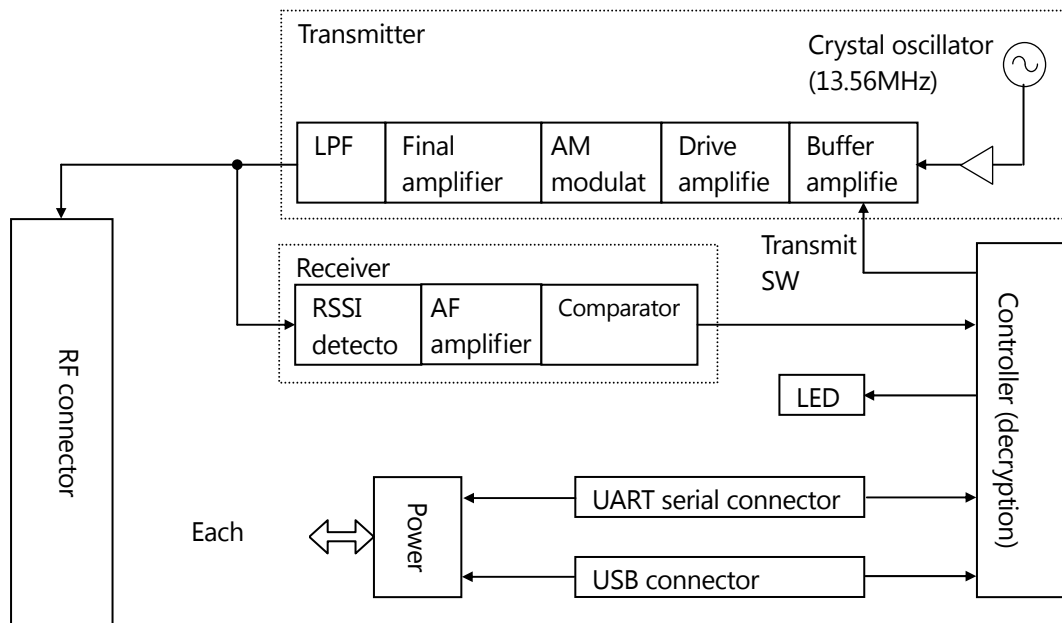 Transmitter
Crystal oscillator
(13.56MHz)
LPF
Final
amplifier
AM
modulat
Drive
amplifie
Buffer
amplifie
Transmit
SW
Receiver
RSSI
detecto
AF
amplifier
Comparator
RF connector
Controller (decryption)
LED
UART serial connector
Each
Power
USB connector